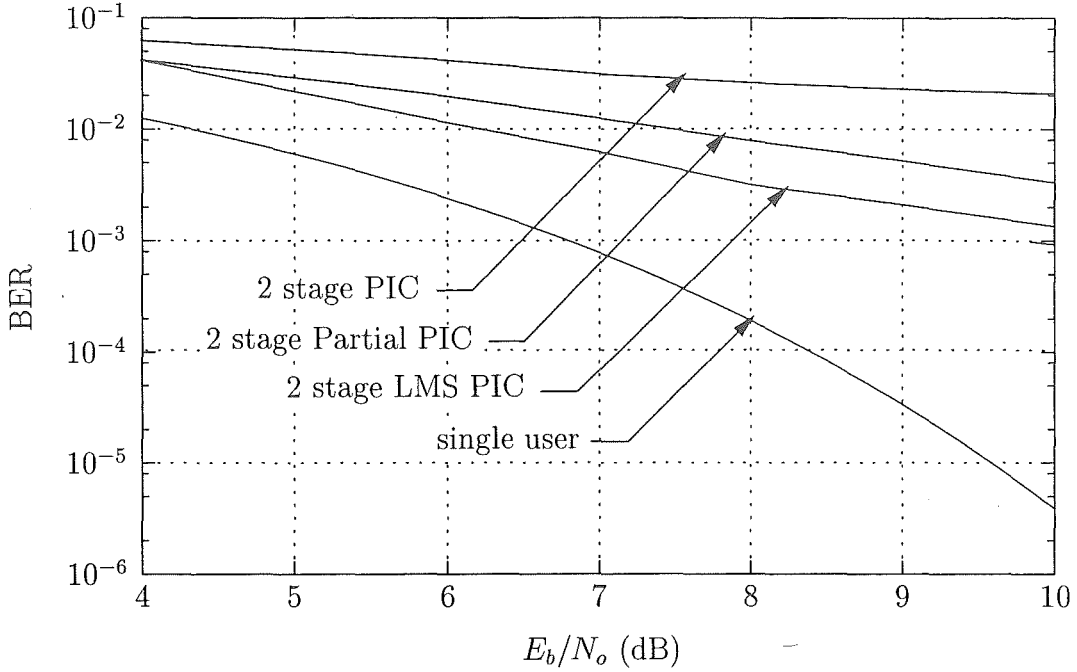 10⁻¹
10⁻²
10⁻³
10⁻⁴
10⁻⁵
10⁻⁶
BER
2 stage PIC
2 stage Partial PIC
2 stage LMS PIC
single user
4 5 6 7 8 9 10
E_b/N_o (dB)